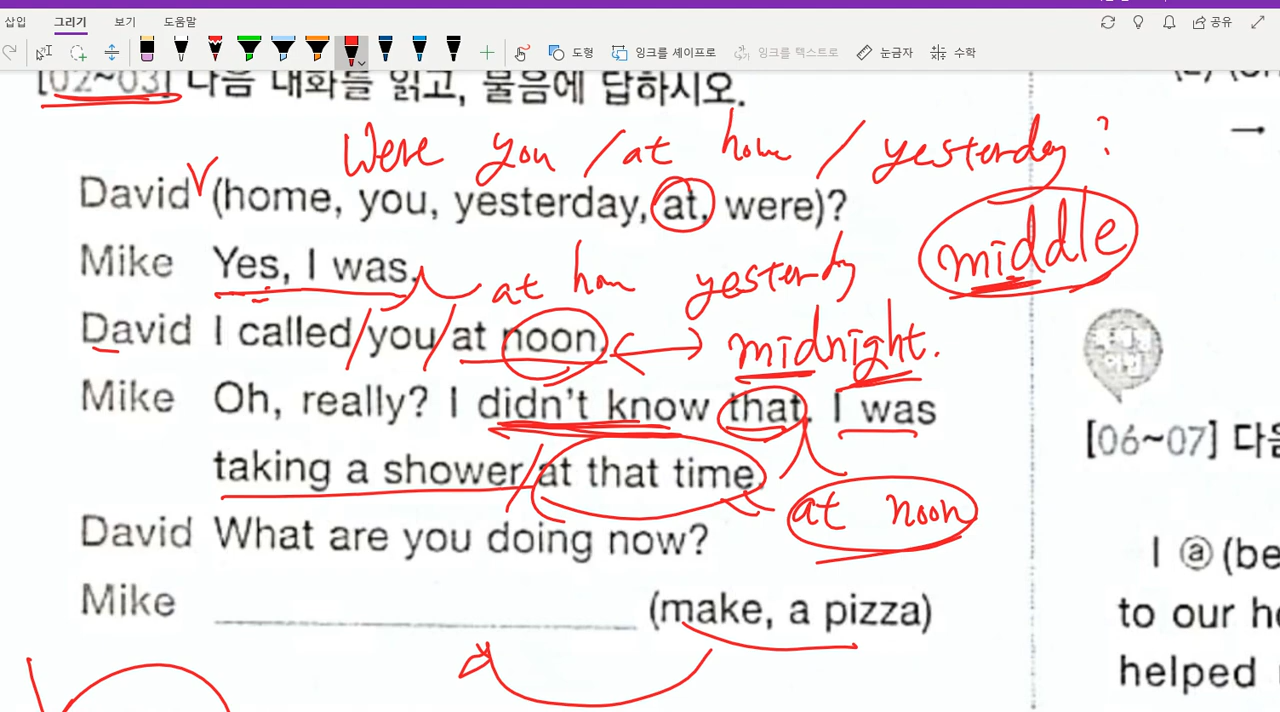 삽입 그리기 보기 도움말 공유
도형 잉크를 셰이프로 잉크를 텍스트로 눈금자 수학
[02~03] 다음 대화를 읽고, 물음에 답하시오.
Were you / at home / yesterday?
David (home, you, yesterday, at, were)?
middle
Mike Yes, I was.
at hom yesterday
David I called / you / at noon.
midnight.
Mike Oh, really? I didn't know that. I was
taking a shower / at that time.
at noon
David What are you doing now?
Mike ____________ (make, a pizza)
→
[06~07] 다음
I ⓐ (be
to our h
helped